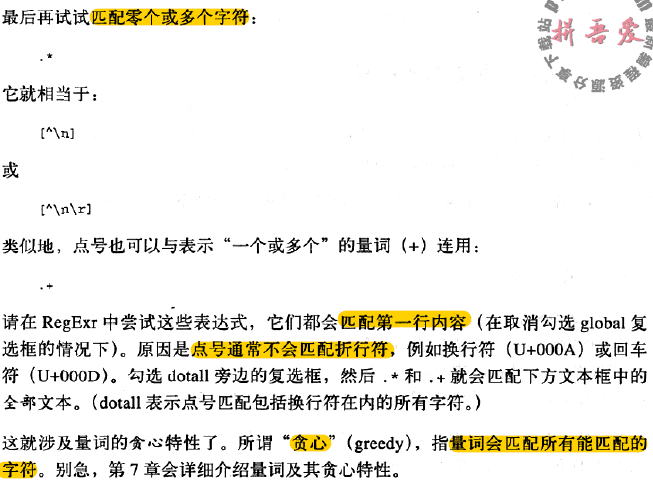 最后再试试匹配零个或多个字符：
.*
它就相当于：
[^\n]
或
[^\n\r]
类似地，点号也可以与表示“一个或多个”的量词（+）连用：
.+
请在 RegExr 中尝试这些表达式，它们都会匹配第一行内容（在取消勾选 global 复
选框的情况下）。原因是点号通常不会匹配折行符，例如换行符（U+000A）或回车
符（U+000D）。勾选 dotall 旁边的复选框，然后 .* 和 .+ 就会匹配下方文本框中的
全部文本。（dotall 表示点号匹配包括换行符在内的所有字符。）
这就涉及量词的贪心特性了。所谓“贪心”（greedy），指量词会匹配所有能匹配的
字符。别急，第 7 章会详细介绍量词及其贪心特性。
拼吾爱
程资源分享下载站